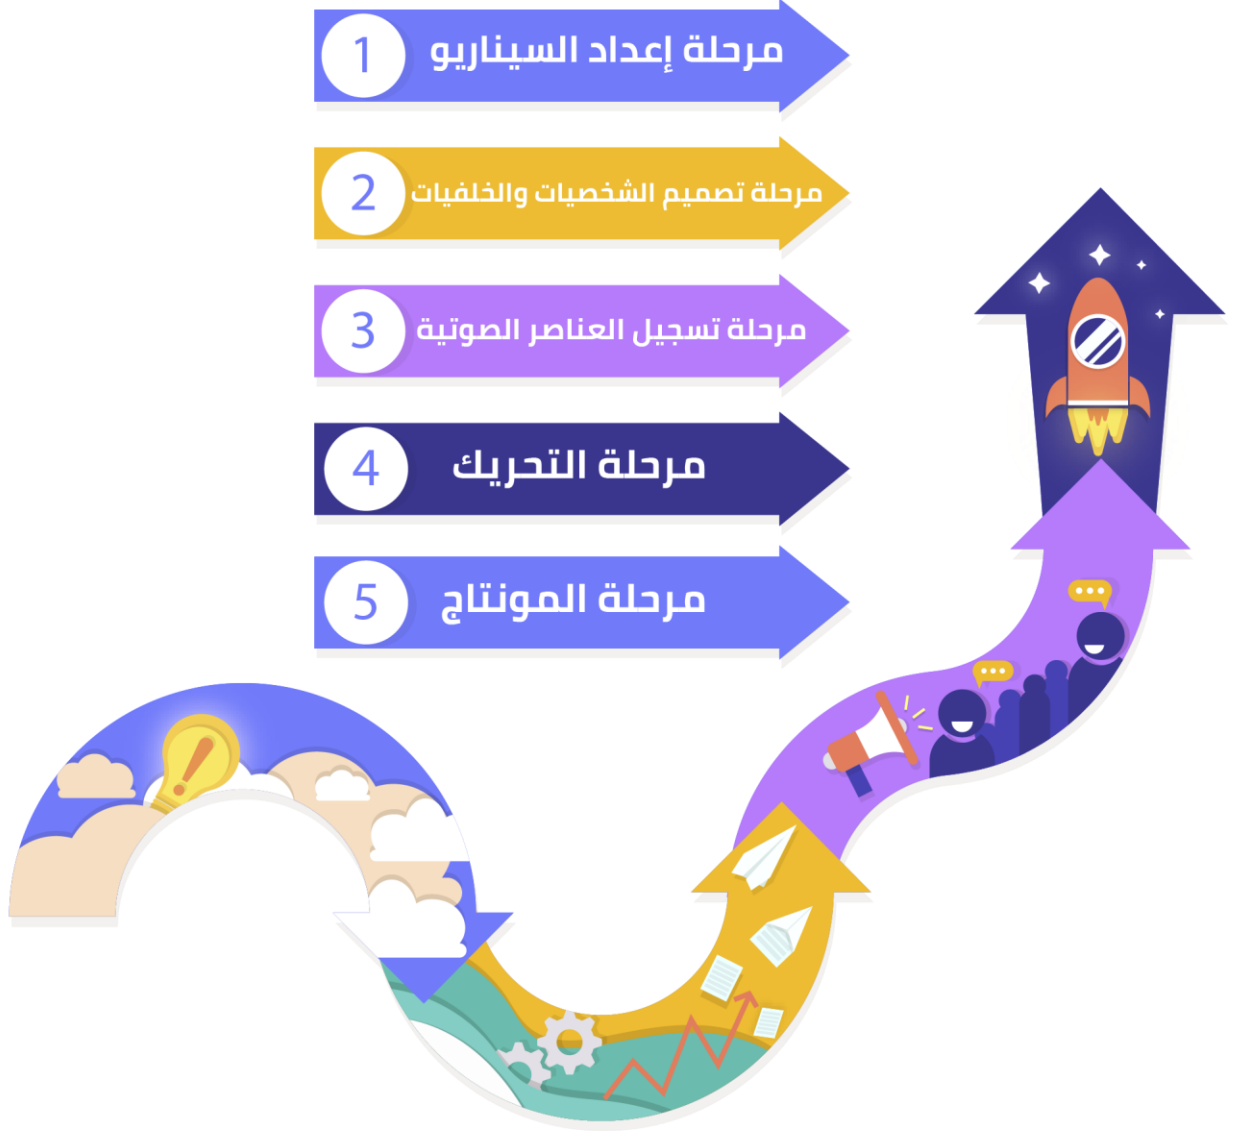 1 مرحلة إعداد السيناريو
2 مرحلة تصميم الشخصيات والخلفيات
3 مرحلة تسجيل العناصر الصوتية
4 مرحلة التحريك
5 مرحلة المونتاج